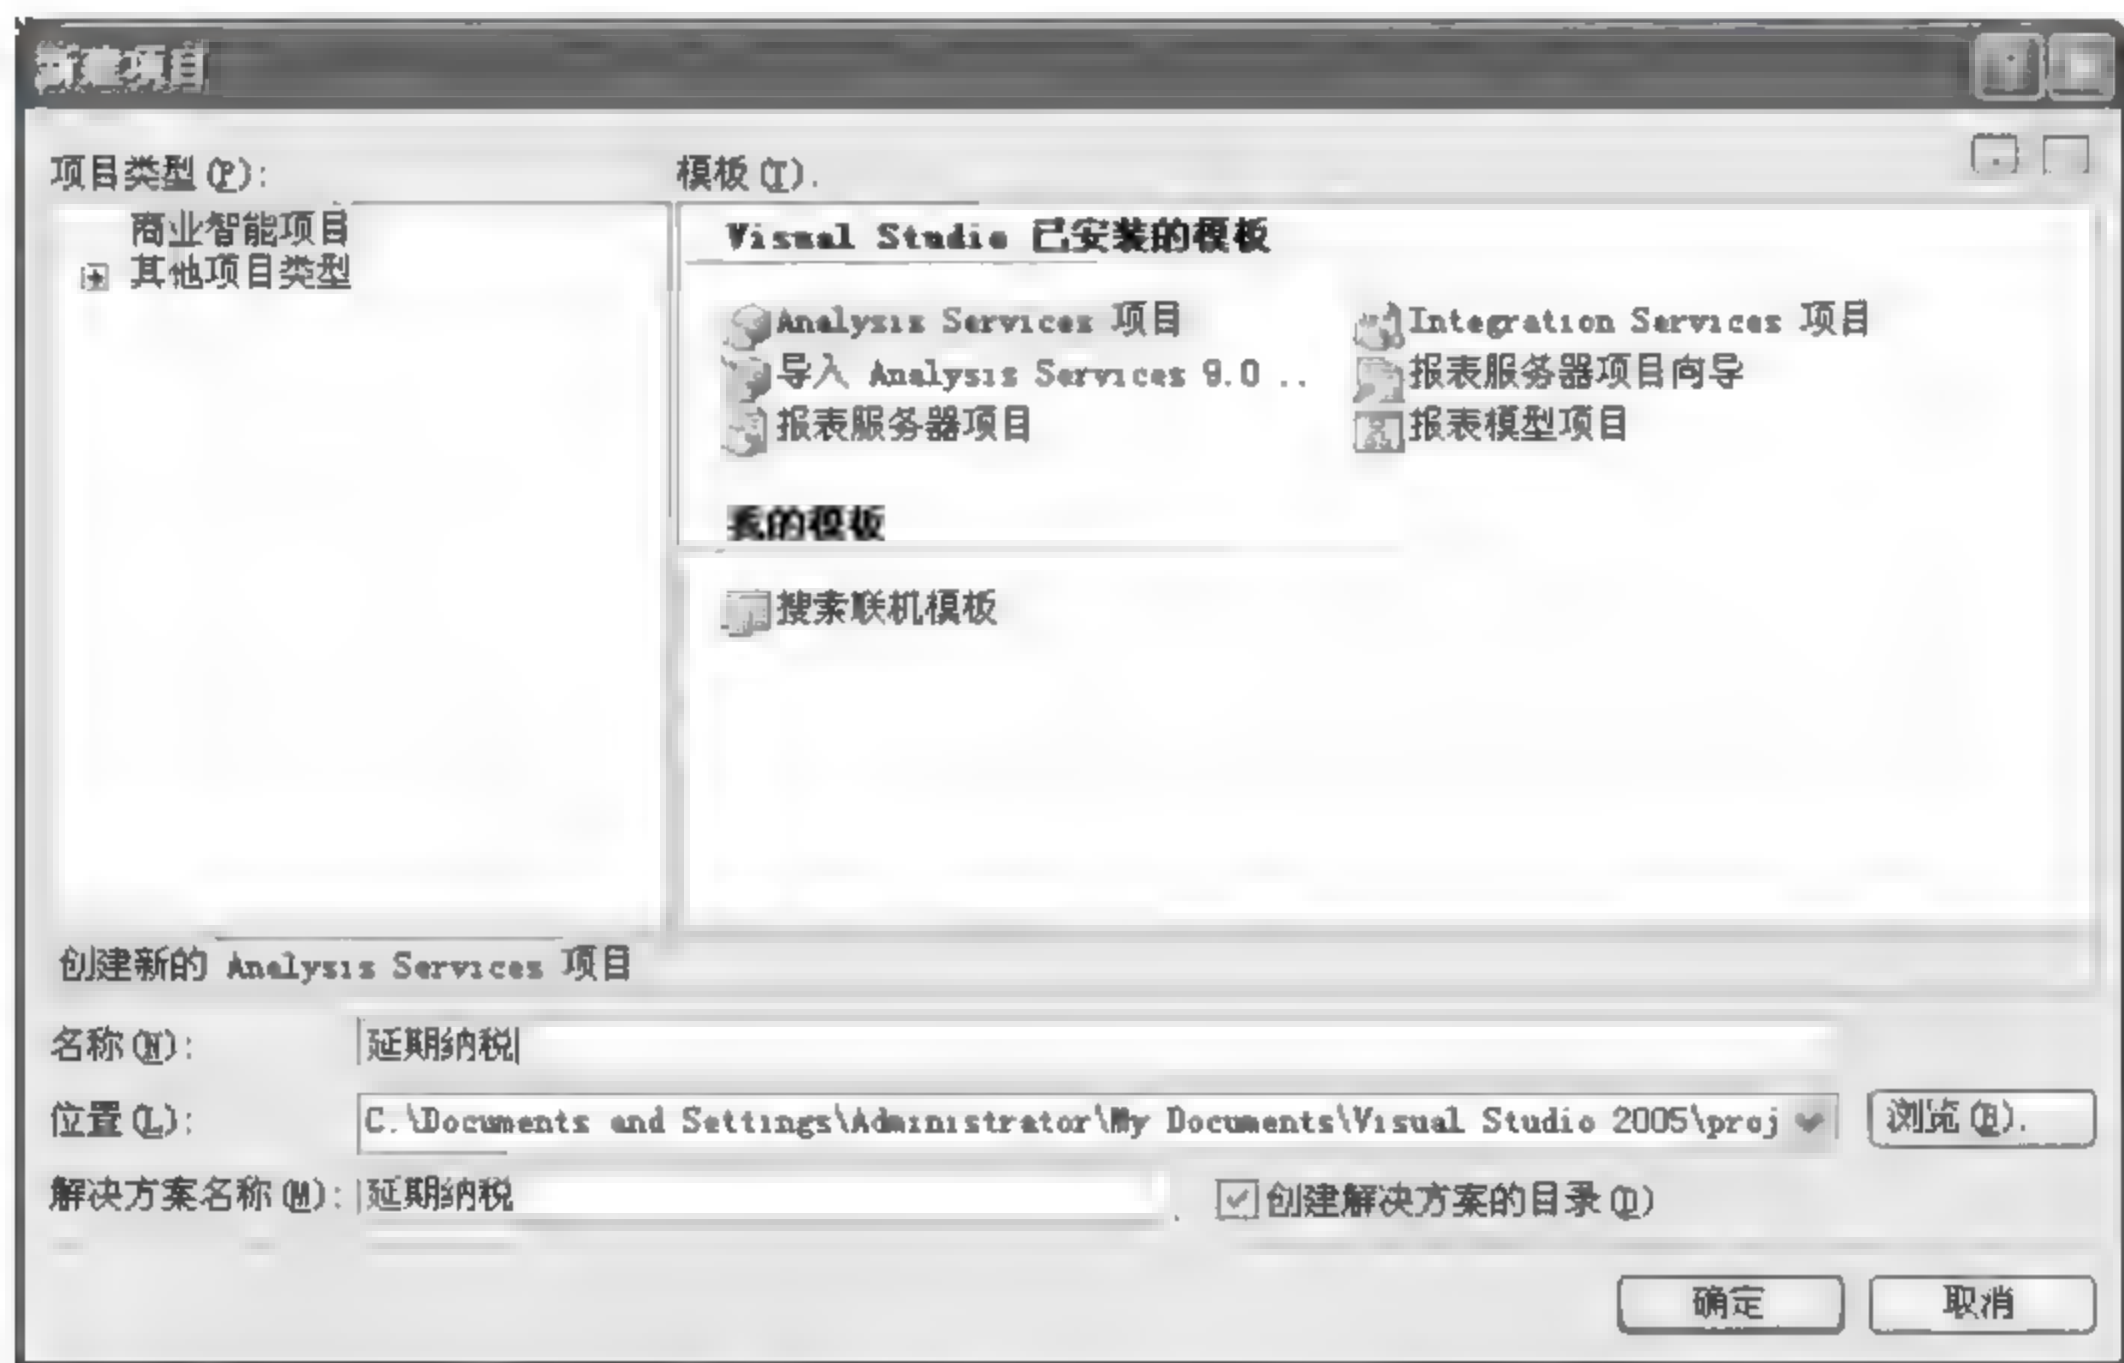 新建项目
项目类型(P):
商业智能项目
其他项目类型
模板(T).
Visual Studio 已安装的模板
Analysis Services 项目
Integration Services 项目
导入 Analysis Services 9.0 ..
报表服务器项目向导
报表服务器项目
报表模型项目
我的模板
搜索联机模板
创建新的 Analysis Services 项目
名称(N): 延期纳税
位置(L): C.\Documents and Settings\Administrator\My Documents\Visual Studio 2005\proj 浏览(B).
解决方案名称(M): 延期纳税 创建解决方案的目录(D)
确定 取消